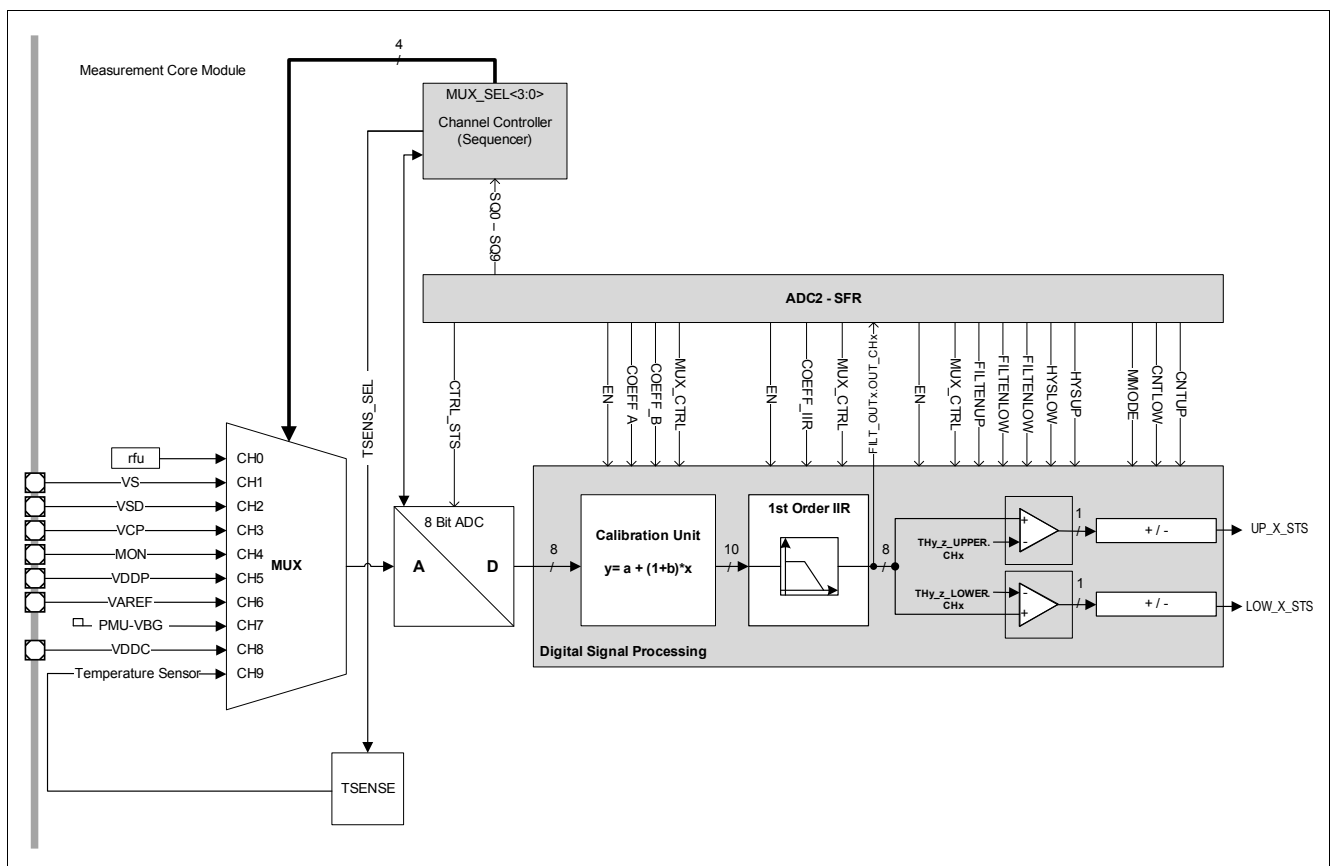 4
Measurement Core Module
MUX_SEL<3:0>
Channel Controller
(Sequencer)
SQ0 – SQ9
ADC2 - SFR
TSENS_SEL
CTRL_STS
EN
COEFF_A
COEFF_B
MUX_CTRL
EN
COEFF_IIR
MUX_CTRL
FILT_OUTx.OUT_CHx
EN
MUX_CTRL
FILTENUP
FILTENLOW
FILTENLOW
HYSLOW
HYSUP
MMODE
CNTLOW
CNTUP
rfu
CH0
VS
CH1
VSD
CH2
VCP
CH3
MON
CH4
VDDP
CH5
VAREF
CH6
PMU-VBG
CH7
VDDC
CH8
Temperature Sensor
CH9
MUX
8 Bit ADC
A
D
8
Calibration Unit
y= a + (1+b)*x
10
1st Order IIR
8
THy_z_UPPER.
CHx
+
-
1
+ / -
UP_X_STS
THy_z_LOWER.
CHx
-
+
1
+ / -
LOW_X_STS
Digital Signal Processing
TSENSE